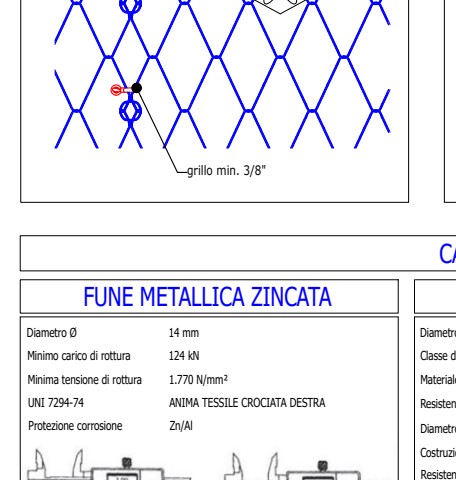 grillo min. 3/8"
FUNE METALLICA ZINCATA
Diametro Ø 14 mm
Minimo carico di rottura 124 kN
Minima tensione di rottura 1.770 N/mm²
UNI 7294-74 ANIMA TESSILE CROCIATA DESTRA
Protezione corrosione Zn/Al
CA
Diametro
Classe d
Materiale
Resisten
Diametro
Costruzio
Resisten